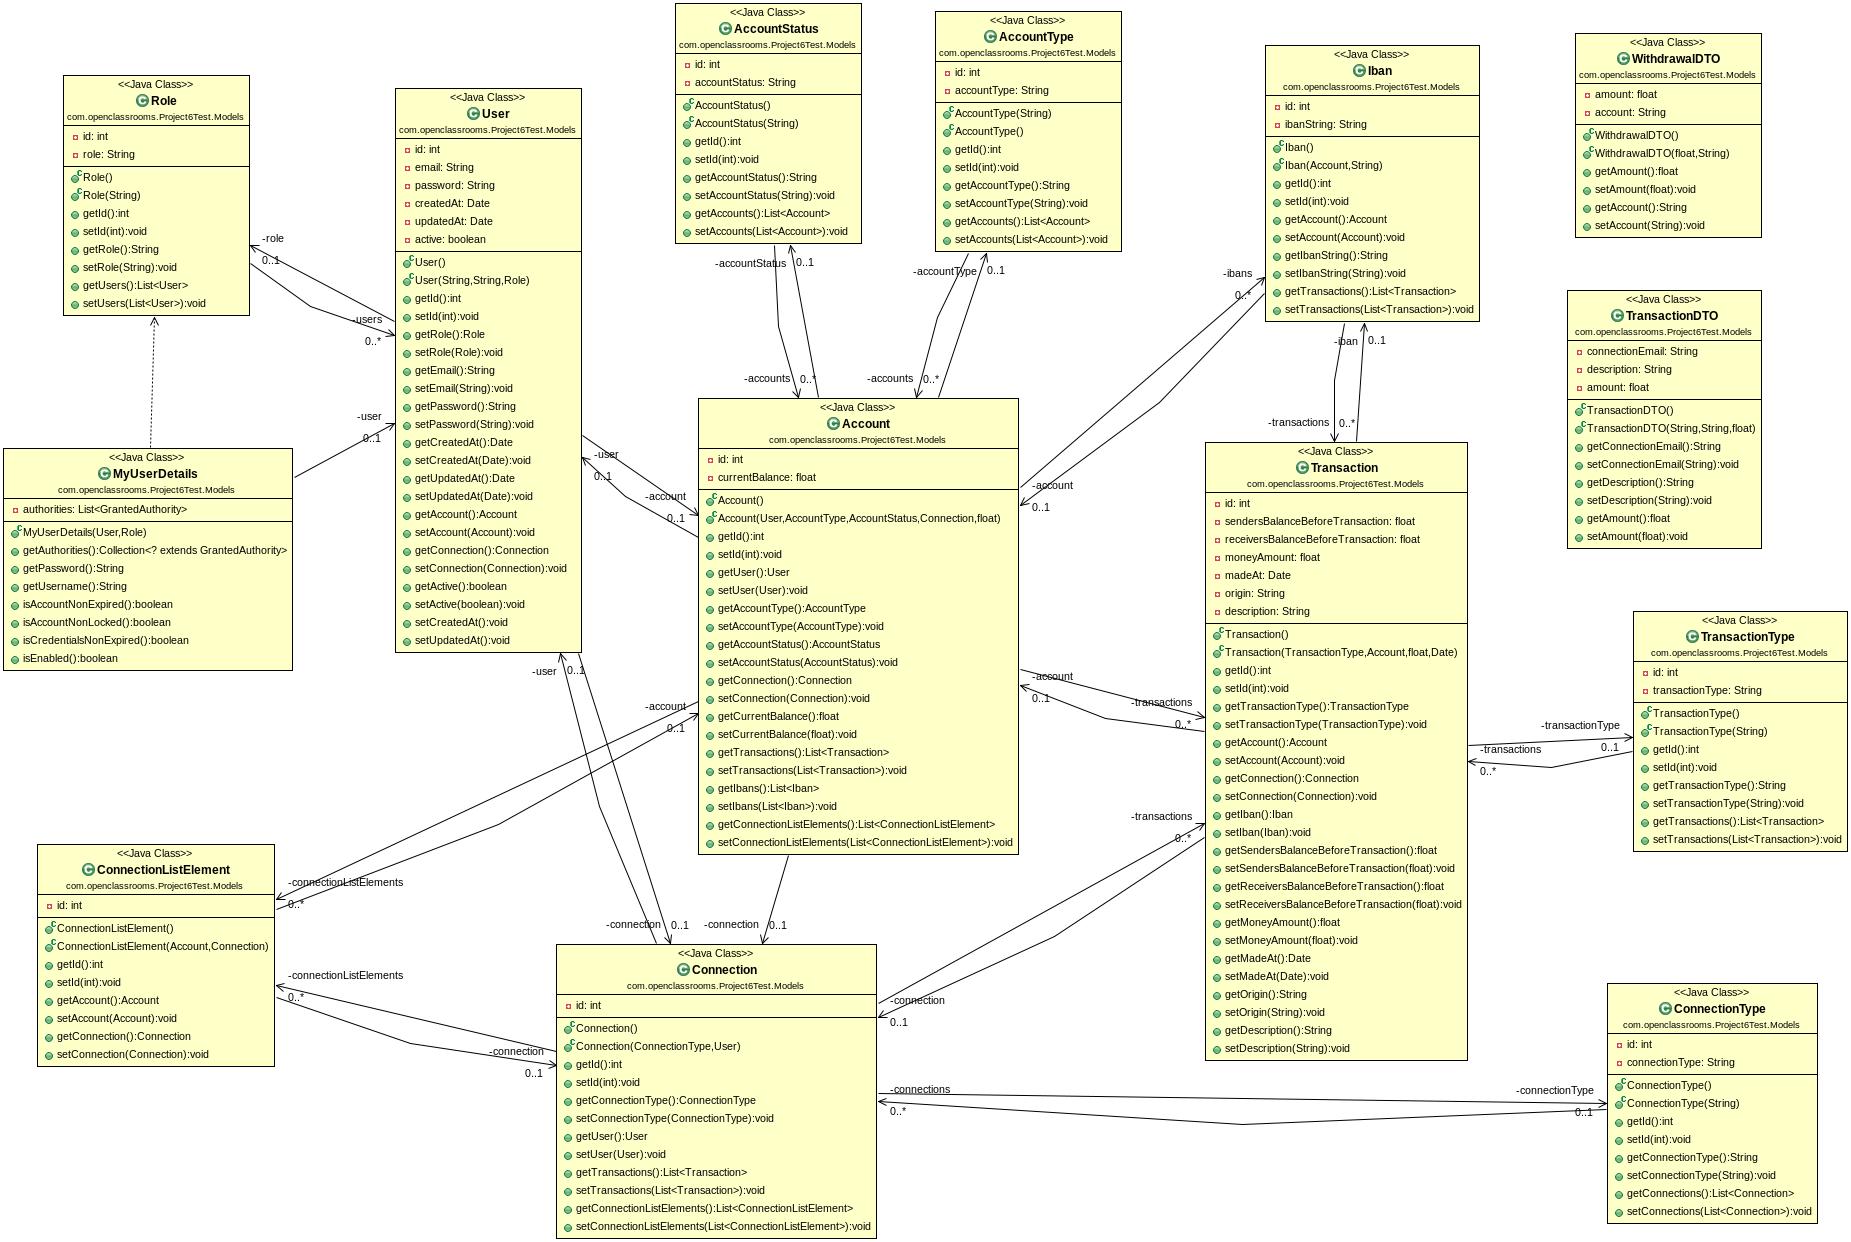 <<Java Class>>
Role
com.openclassrooms.Project6Test.Models
id: int
role: String
Role()
Role(String)
getId():int
setId(int):void
getRole():String
setRole(String):void
getUsers():List<User>
setUsers(List<User>):void
-role
0..1
-users
0..*
<<Java Class>>
User
com.openclassrooms.Project6Test.Models
id: int
email: String
password: String
createdAt: Date
updatedAt: Date
active: boolean
User()
User(String,String,Role)
getId():int
setId(int):void
getRole():Role
setRole(Role):void
getEmail():String
setEmail(String):void
getPassword():String
setPassword(String):void
getCreatedAt():Date
setCreatedAt(Date):void
getUpdatedAt():Date
setUpdatedAt(Date):void
getAccount():Account
setAccount(Account):void
getConnection():Connection
setConnection(Connection):void
getActive():boolean
setActive(boolean):void
setCreatedAt():void
setUpdatedAt():void
<<Java Class>>
AccountStatus
com.openclassrooms.Project6Test.Models
id: int
accountStatus: String
AccountStatus()
AccountStatus(String)
getId():int
setId(int):void
getAccountStatus():String
setAccountStatus(String):void
getAccounts():List<Account>
setAccounts(List<Account>):void
-accountStatus
0..1
-accounts
0..*
<<Java Class>>
AccountType
com.openclassrooms.Project6Test.Models
id: int
accountType: String
AccountType(String)
AccountType()
getId():int
setId(int):void
getAccountType():String
setAccountType(String):void
getAccounts():List<Account>
setAccounts(List<Account>):void
-accountType
0..1
-accounts
0..*
<<Java Class>>
Iban
com.openclassrooms.Project6Test.Models
id: int
ibanString: String
Iban()
Iban(Account,String)
getId():int
setId(int):void
getAccount():Account
setAccount(Account):void
getIbanString():String
setIbanString(String):void
getTransactions():List<Transaction>
setTransactions(List<Transaction>):void
-ibans
0..*
-iban
0..1
-transactions
0..*
<<Java Class>>
WithdrawalDTO
com.openclassrooms.Project6Test.Models
amount: float
account: String
WithdrawalDTO()
WithdrawalDTO(float,String)
getAmount():float
setAmount(float):void
getAccount():String
setAccount(String):void
<<Java Class>>
TransactionDTO
com.openclassrooms.Project6Test.Models
connectionEmail: String
description: String
amount: float
TransactionDTO()
TransactionDTO(String,String,float)
getConnectionEmail():String
setConnectionEmail(String):void
getDescription():String
setDescription(String):void
getAmount():float
setAmount(float):void
<<Java Class>>
MyUserDetails
com.openclassrooms.Project6Test.Models
authorities: List<GrantedAuthority>
MyUserDetails(User,Role)
getAuthorities():Collection<? extends GrantedAuthority>
getPassword():String
getUsername():String
isAccountNonExpired():boolean
isAccountNonLocked():boolean
isCredentialsNonExpired():boolean
isEnabled():boolean
-user
0..1
-user
0..1
-account
0..1
<<Java Class>>
Account
com.openclassrooms.Project6Test.Models
id: int
currentBalance: float
Account()
Account(User,AccountType,AccountStatus,Connection,float)
getId():int
setId(int):void
getUser():User
setUser(User):void
getAccountType():AccountType
setAccountType(AccountType):void
getAccountStatus():AccountStatus
setAccountStatus(AccountStatus):void
getConnection():Connection
setConnection(Connection):void
getCurrentBalance():float
setCurrentBalance(float):void
getTransactions():List<Transaction>
setTransactions(List<Transaction>):void
getIbans():List<Iban>
setIbans(List<Iban>):void
getConnectionListElements():List<ConnectionListElement>
setConnectionListElements(List<ConnectionListElement>):void
-account
0..1
-account
0..1
-transactions
0..*
<<Java Class>>
Transaction
com.openclassrooms.Project6Test.Models
id: int
sendersBalanceBeforeTransaction: float
receiversBalanceBeforeTransaction: float
moneyAmount: float
madeAt: Date
origin: String
description: String
Transaction()
Transaction(TransactionType,Account,float,Date)
getId():int
setId(int):void
getTransactionType():TransactionType
setTransactionType(TransactionType):void
getAccount():Account
setAccount(Account):void
getConnection():Connection
setConnection(Connection):void
getIban():Iban
setIban(Iban):void
getSendersBalanceBeforeTransaction():float
setSendersBalanceBeforeTransaction(float):void
getReceiversBalanceBeforeTransaction():float
setReceiversBalanceBeforeTransaction(float):void
getMoneyAmount():float
setMoneyAmount(float):void
getMadeAt():Date
setMadeAt(Date):void
getOrigin():String
setOrigin(String):void
getDescription():String
setDescription(String):void
-transactionType
0..1
-transactions
0..*
<<Java Class>>
TransactionType
com.openclassrooms.Project6Test.Models
id: int
transactionType: String
TransactionType()
TransactionType(String)
getId():int
setId(int):void
getTransactionType():String
setTransactionType(String):void
getTransactions():List<Transaction>
setTransactions(List<Transaction>):void
-user
0..1
-account
0..1
-transactions
0..*
<<Java Class>>
ConnectionListElement
com.openclassrooms.Project6Test.Models
id: int
ConnectionListElement()
ConnectionListElement(Account,Connection)
getId():int
setId(int):void
getAccount():Account
setAccount(Account):void
getConnection():Connection
setConnection(Connection):void
-connectionListElements
0..*
-connectionListElements
0..*
-connection
0..1
-connection
0..1
-connection
0..1
<<Java Class>>
Connection
com.openclassrooms.Project6Test.Models
id: int
Connection()
Connection(ConnectionType,User)
getId():int
setId(int):void
getConnectionType():ConnectionType
setConnectionType(ConnectionType):void
getUser():User
setUser(User):void
getTransactions():List<Transaction>
setTransactions(List<Transaction>):void
getConnectionListElements():List<ConnectionListElement>
setConnectionListElements(List<ConnectionListElement>):void
-connection
0..1
-connections
0..*
-connectionType
0..1
<<Java Class>>
ConnectionType
com.openclassrooms.Project6Test.Models
id: int
connectionType: String
ConnectionType()
ConnectionType(String)
getId():int
setId(int):void
getConnectionType():String
setConnectionType(String):void
getConnections():List<Connection>
setConnections(List<Connection>):void